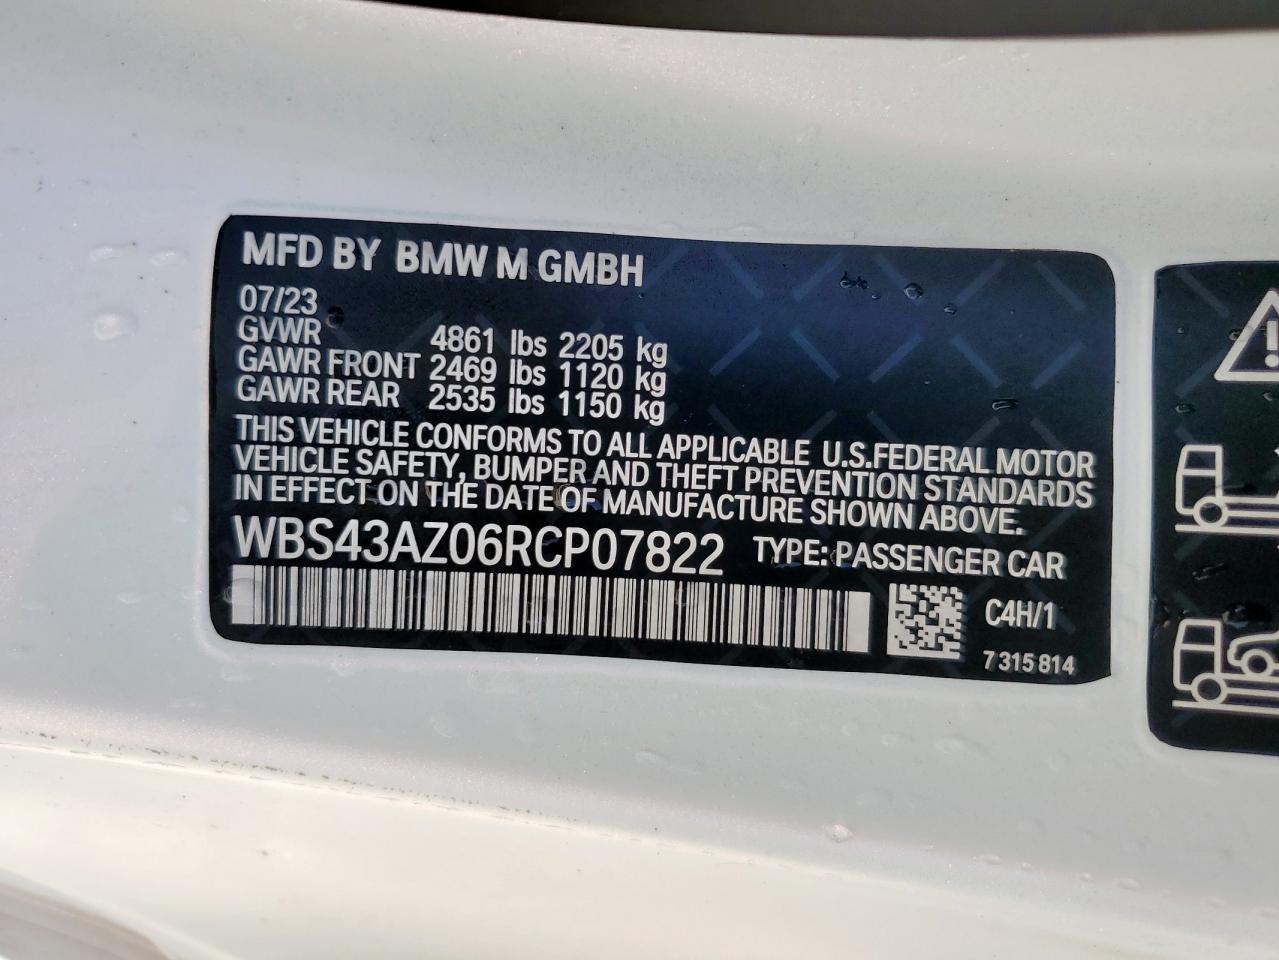 MFD BY BMW M GMBH
07/23
GVWR 4861 lbs 2205 kg
GAWR FRONT 2469 lbs 1120 kg
GAWR REAR 2535 lbs 1150 kg
THIS VEHICLE CONFORMS TO ALL APPLICABLE U.S.FEDERAL MOTOR
VEHICLE SAFETY, BUMPER AND THEFT PREVENTION STANDARDS
IN EFFECT ON THE DATE OF MANUFACTURE SHOWN ABOVE.
WBS43AZ06RCP07822 TYPE: PASSENGER CAR
C4H/1
7 315 814